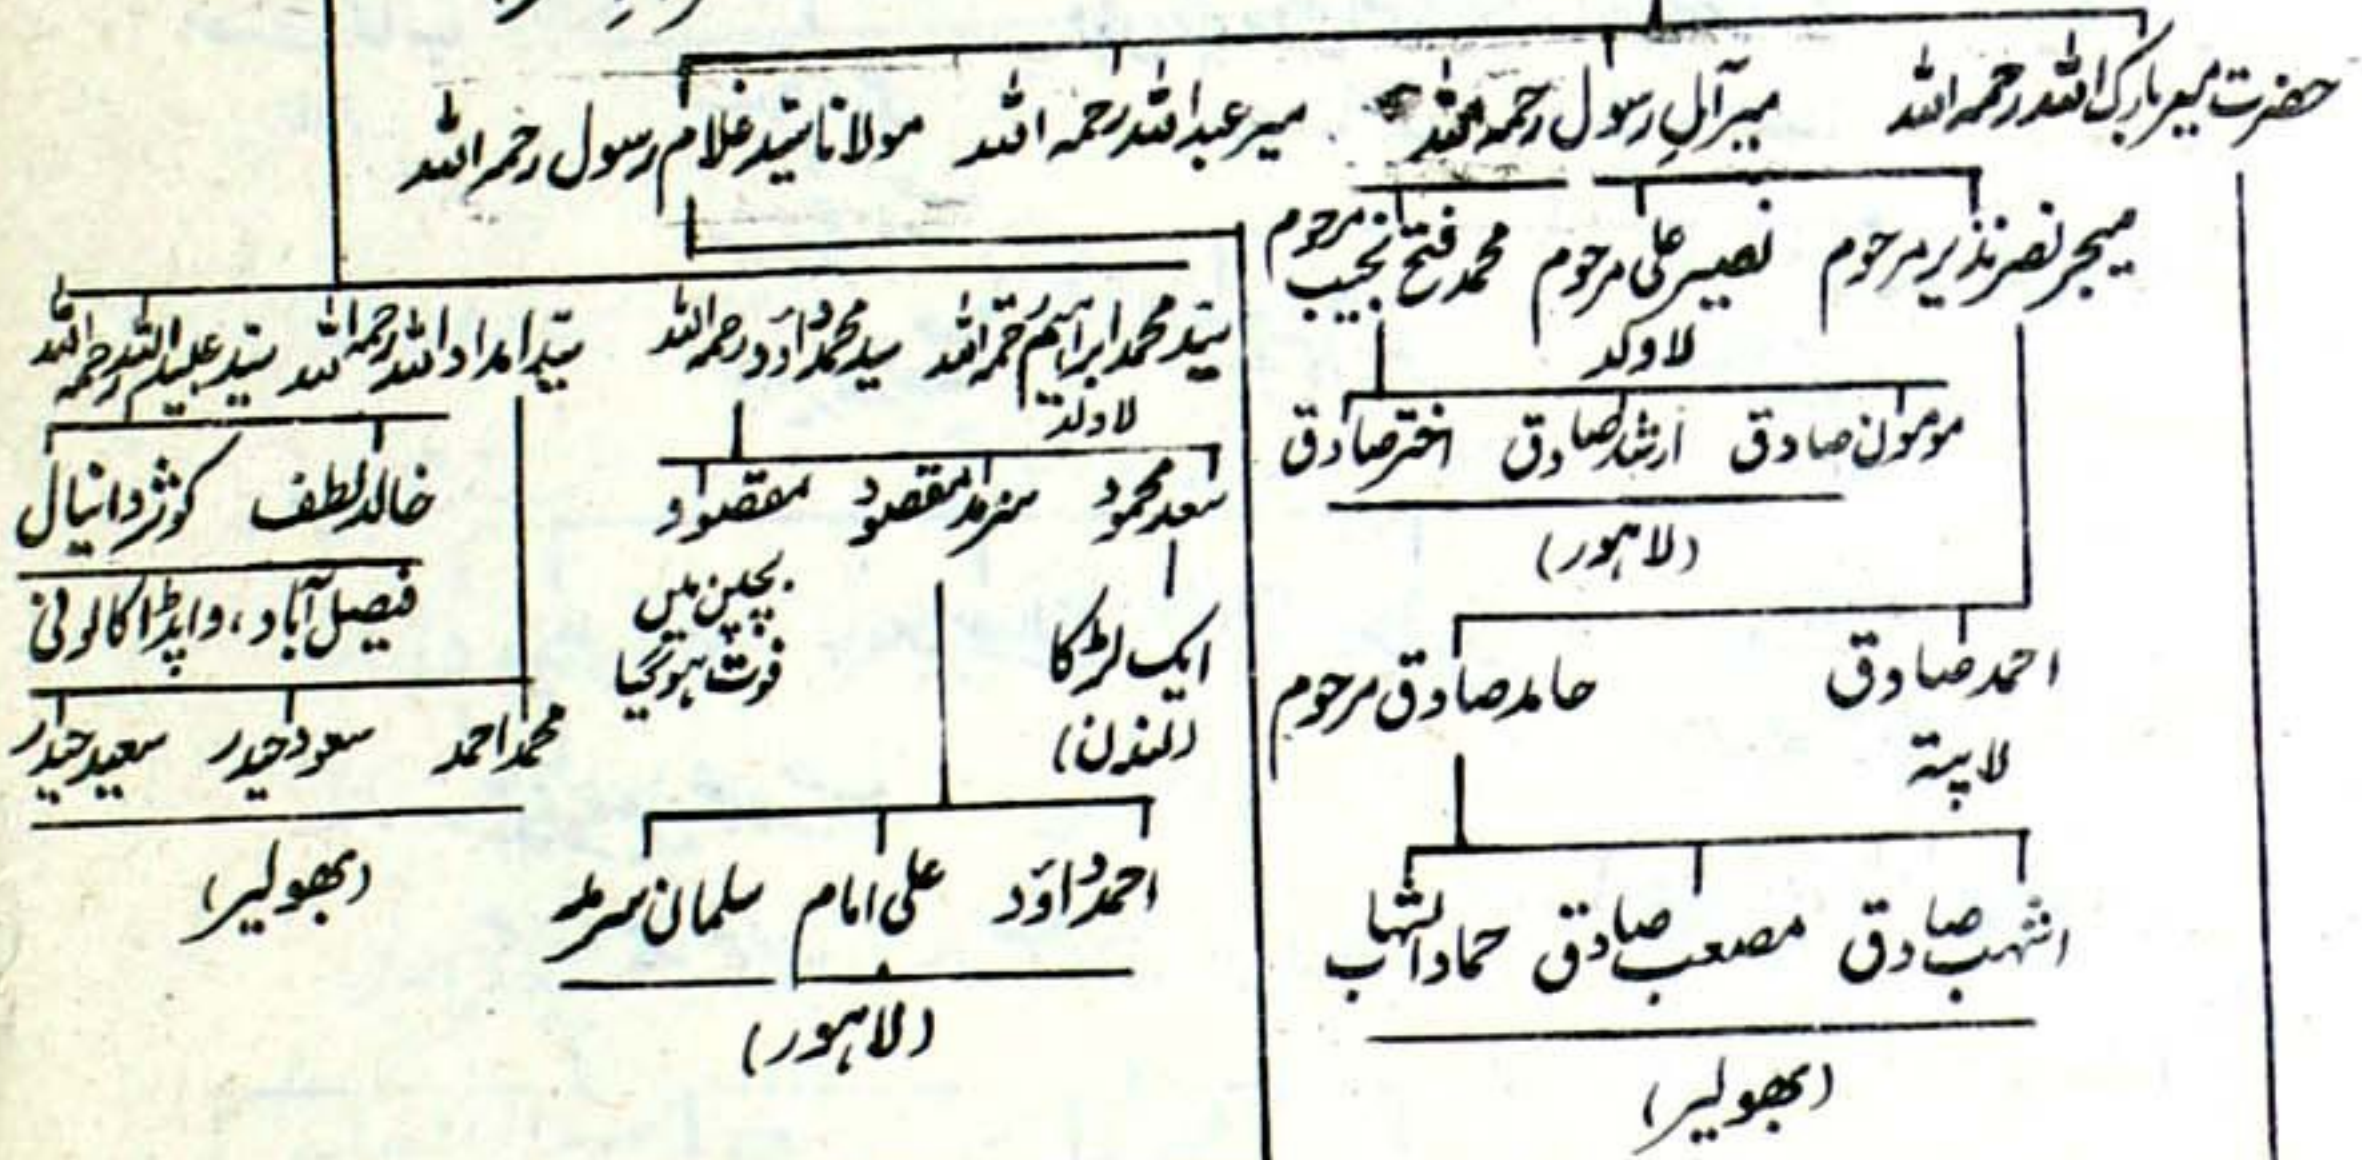 حضرت میر بارک اللہ رحمہ اللہ میر آلِ رسول رحمہ اللہ میر عبداللہ رحمہ اللہ مولانا سید غلام رسول رحمہ اللہ
میجر نصر نذیر مرحوم نصیر علی مرحوم محمد فتح نجیب مرحوم
لاولد
سید محمد ابراہیم رحمہ اللہ سید محمد داؤد رحمہ اللہ سید امداد اللہ رحمہ اللہ سید عبید اللہ رحمہ اللہ
لاولد
مومون صادق ارشد صادق اختر صادق
(لاہور)
سعد محمود سرمد مقصود مقصود
خالد لطف کوثر دانیال
ایک لڑکا
(لندن)
بچپن میں
فوت ہوگیا
فیصل آباد، واپڈا کالونی
احمد صادق حامد صادق مرحوم
لاپتہ
محمد احمد سعود حیدر سعید حیدر
(بھولیر)
احمد داؤد علی امام سلمان سرمد
(لاہور)
اشہب صادق مصعب صادق حماد التہاب
(بھولیر)